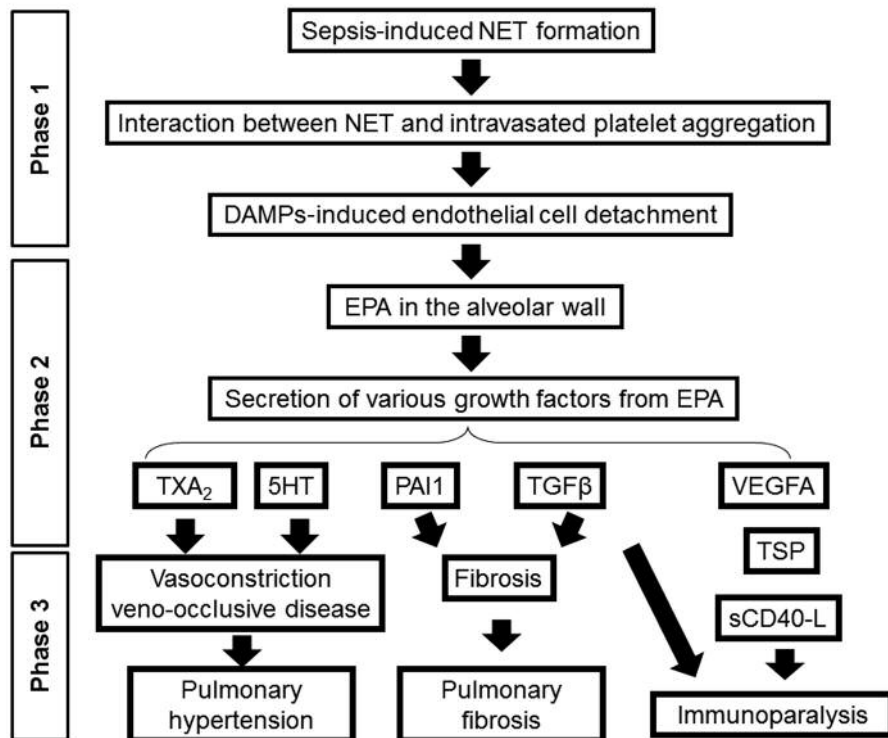 Phase 1
Sepsis-induced NET formation
Interaction between NET and intravasated platelet aggregation
DAMPs-induced endothelial cell detachment
Phase 2
EPA in the alveolar wall
Secretion of various growth factors from EPA
TXA₂
5HT
PAI1
TGFβ
VEGFA
TSP
sCD40-L
Phase 3
Vasoconstriction
veno-occlusive disease
Fibrosis
Pulmonary
hypertension
Pulmonary
fibrosis
Immunoparalysis